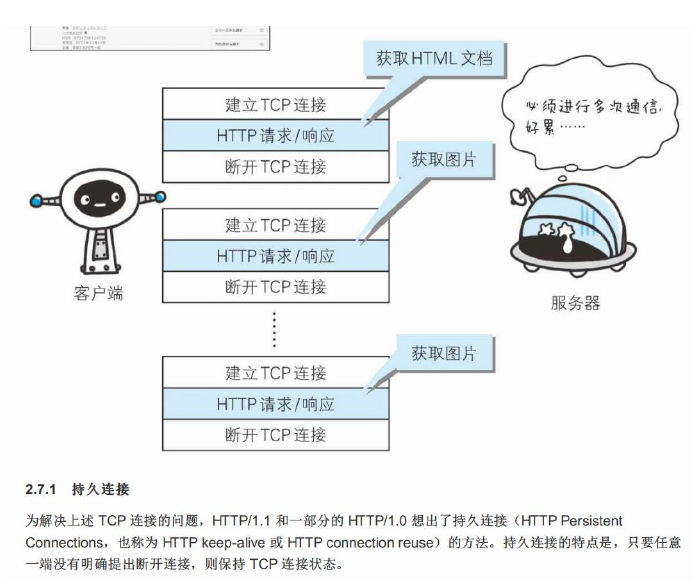 获取HTML文档
建立TCP连接
HTTP请求/响应
断开TCP连接
必须进行多次通信,
好累……
获取图片
建立TCP连接
HTTP请求/响应
断开TCP连接
客户端
服务器
获取图片
建立TCP连接
HTTP请求/响应
断开TCP连接
2.7.1 持久连接
为解决上述 TCP 连接的问题，HTTP/1.1 和一部分的 HTTP/1.0 想出了持久连接（HTTP Persistent
Connections，也称为 HTTP keep-alive 或 HTTP connection reuse）的方法。持久连接的特点是，只要任意
一端没有明确提出断开连接，则保持 TCP 连接状态。